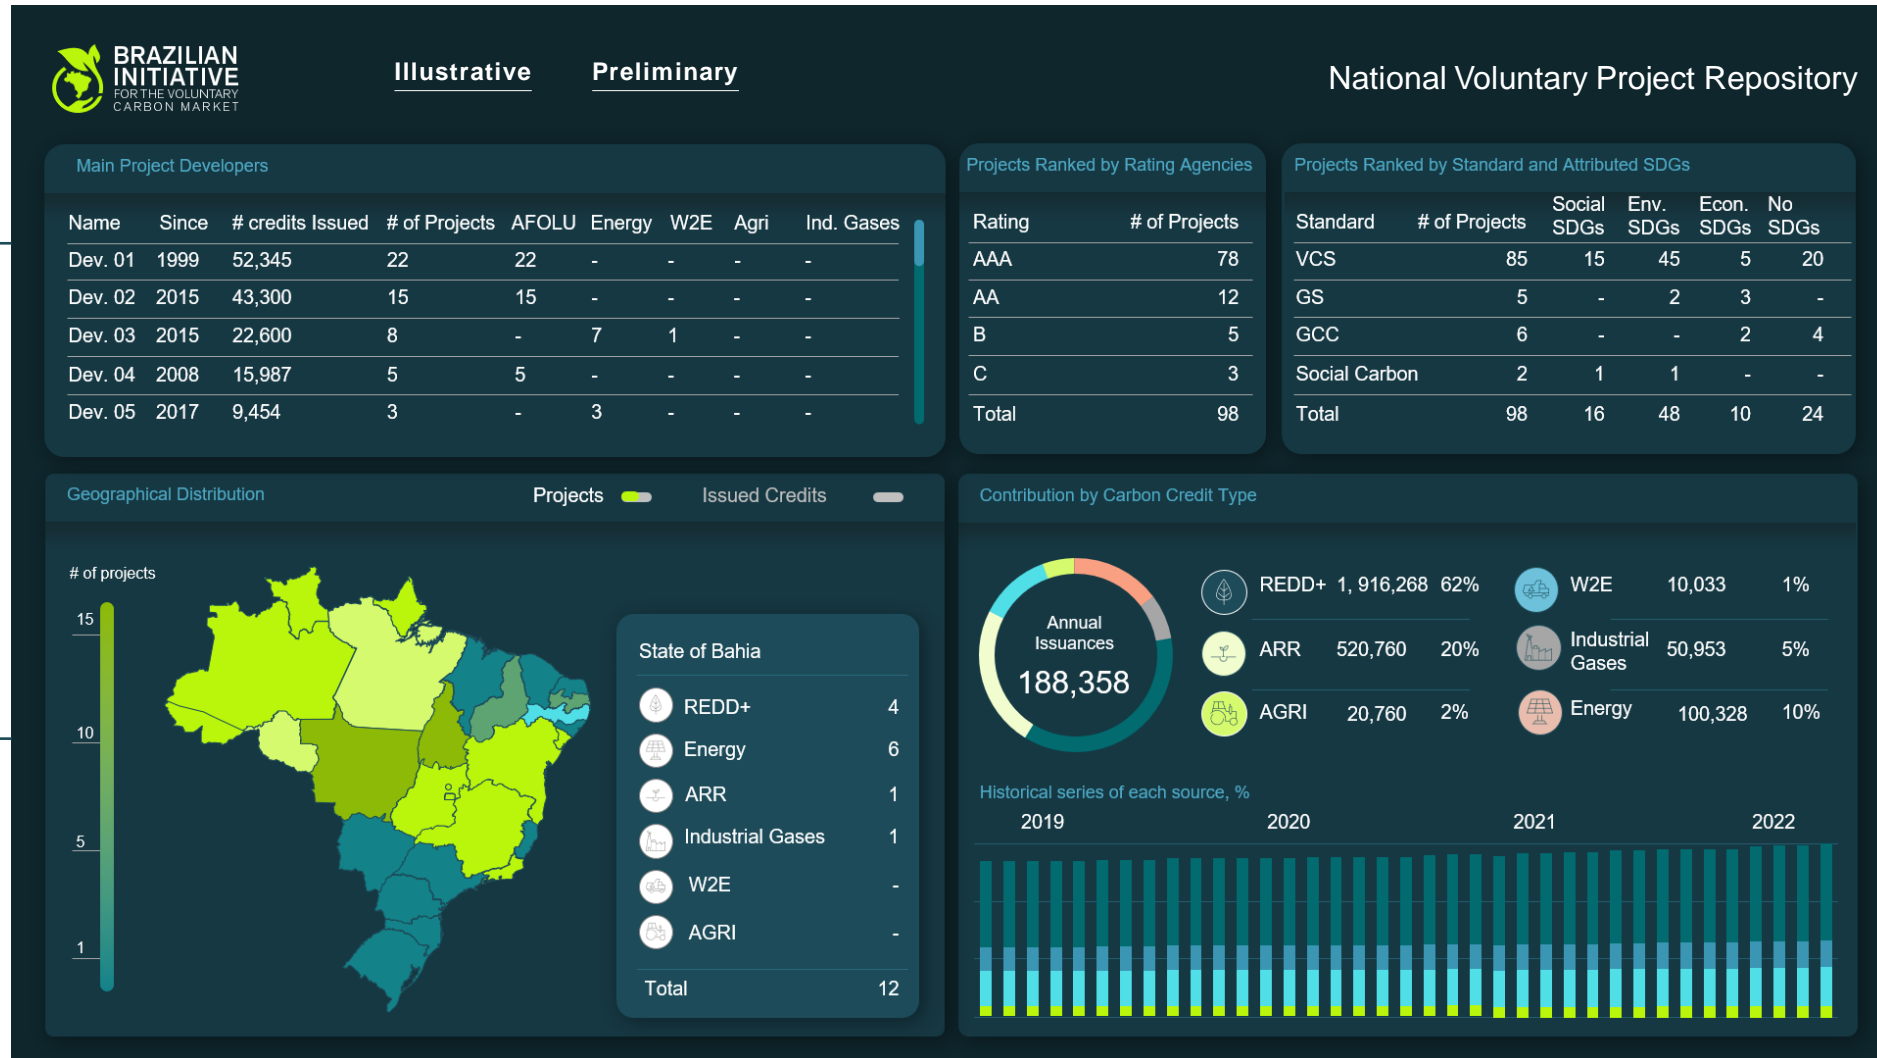 BRAZILIAN
INITIATIVE
FOR THE VOLUNTARY
CARBON MARKET
Illustrative Preliminary
National Voluntary Project Repository
Main Project Developers
Name Since # credits Issued # of Projects AFOLU Energy W2E Agri Ind. Gases
Dev. 01 1999 52,345 22 22 - - - -
Dev. 02 2015 43,300 15 15 - - - -
Dev. 03 2015 22,600 8 - 7 1 - -
Dev. 04 2008 15,987 5 5 - - - -
Dev. 05 2017 9,454 3 - 3 - - -
Projects Ranked by Rating Agencies
Rating # of Projects
AAA 78
AA 12
B 5
C 3
Total 98
Projects Ranked by Standard and Attributed SDGs
Standard # of Projects Social SDGs Env. SDGs Econ. SDGs No SDGs
VCS 85 15 45 5 20
GS 5 - 2 3 -
GCC 6 - - 2 4
Social Carbon 2 1 1 - -
Total 98 16 48 10 24
Geographical Distribution
Projects Issued Credits
# of projects
15
10
5
1
State of Bahia
REDD+ 4
Energy 6
ARR 1
Industrial Gases 1
W2E -
AGRI -
Total 12
Contribution by Carbon Credit Type
Annual
Issuances
188,358
REDD+ 1, 916,268 62%
ARR 520,760 20%
AGRI 20,760 2%
W2E 10,033 1%
Industrial
Gases 50,953 5%
Energy 100,328 10%
Historical series of each source, %
2019 2020 2021 2022